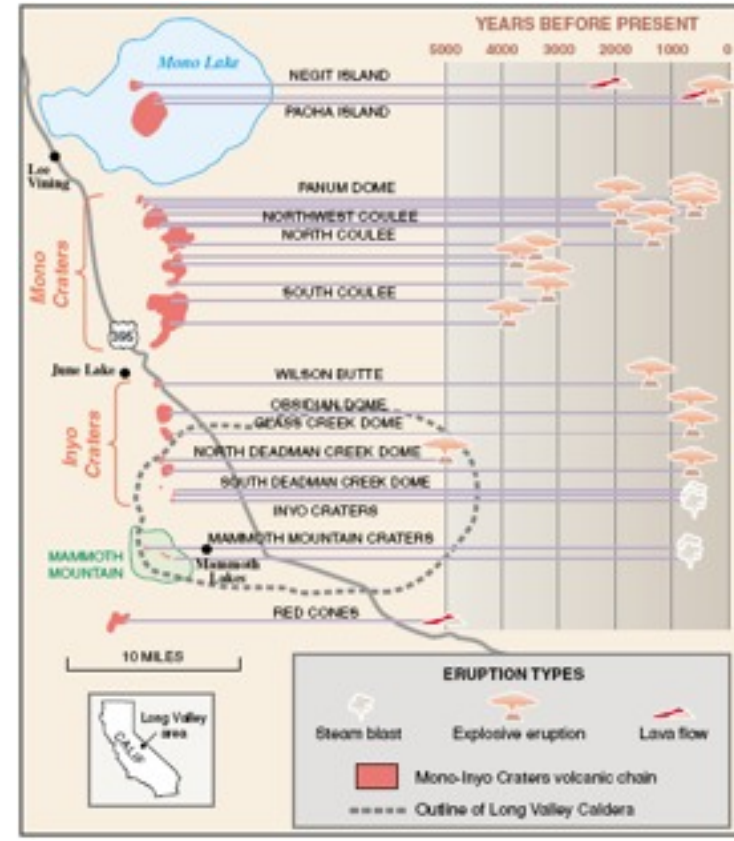 YEARS BEFORE PRESENT
5000 4000 3000 2000 1000 0
Mono Lake
NEGIT ISLAND
PAOHA ISLAND
Lee
Vining
PANUM DOME
NORTHWEST COULEE
NORTH COULEE
Mono
Craters
SOUTH COULEE
395
June Lake
WILSON BUTTE
OBSIDIAN DOME
GLASS CREEK DOME
Inyo
Craters
NORTH DEADMAN CREEK DOME
SOUTH DEADMAN CREEK DOME
INYO CRATERS
MAMMOTH MOUNTAIN CRATERS
MAMMOTH
MOUNTAIN
Mammoth
Lakes
RED CONES
10 MILES
ERUPTION TYPES
Steam blast Explosive eruption Lava flow
Mono-Inyo Craters volcanic chain
Outline of Long Valley Caldera
Long Valley
area
CALIF